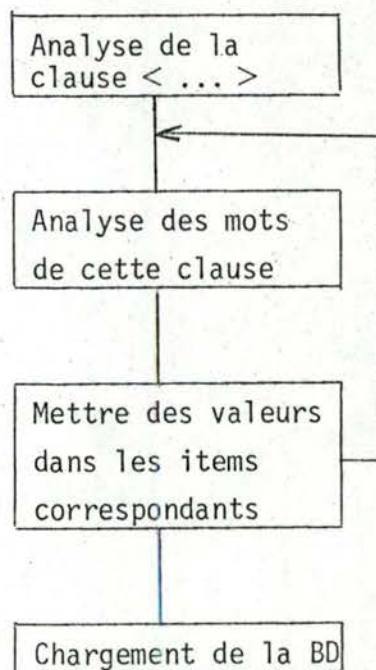 Analyse de la
clause < ... >
Analyse des mots
de cette clause
Mettre des valeurs
dans les items
correspondants
Chargement de la BD